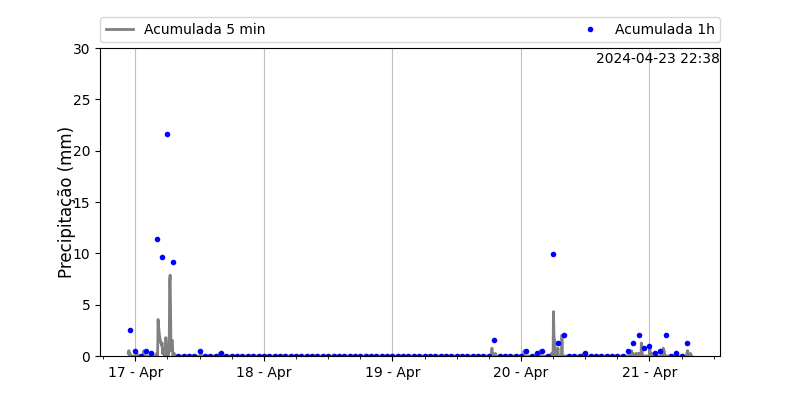 Acumulada 5 min
Acumulada 1h
2024-04-23 22:38
Precipitação (mm)
30
25
20
15
10
5
0
17 - Apr
18 - Apr
19 - Apr
20 - Apr
21 - Apr